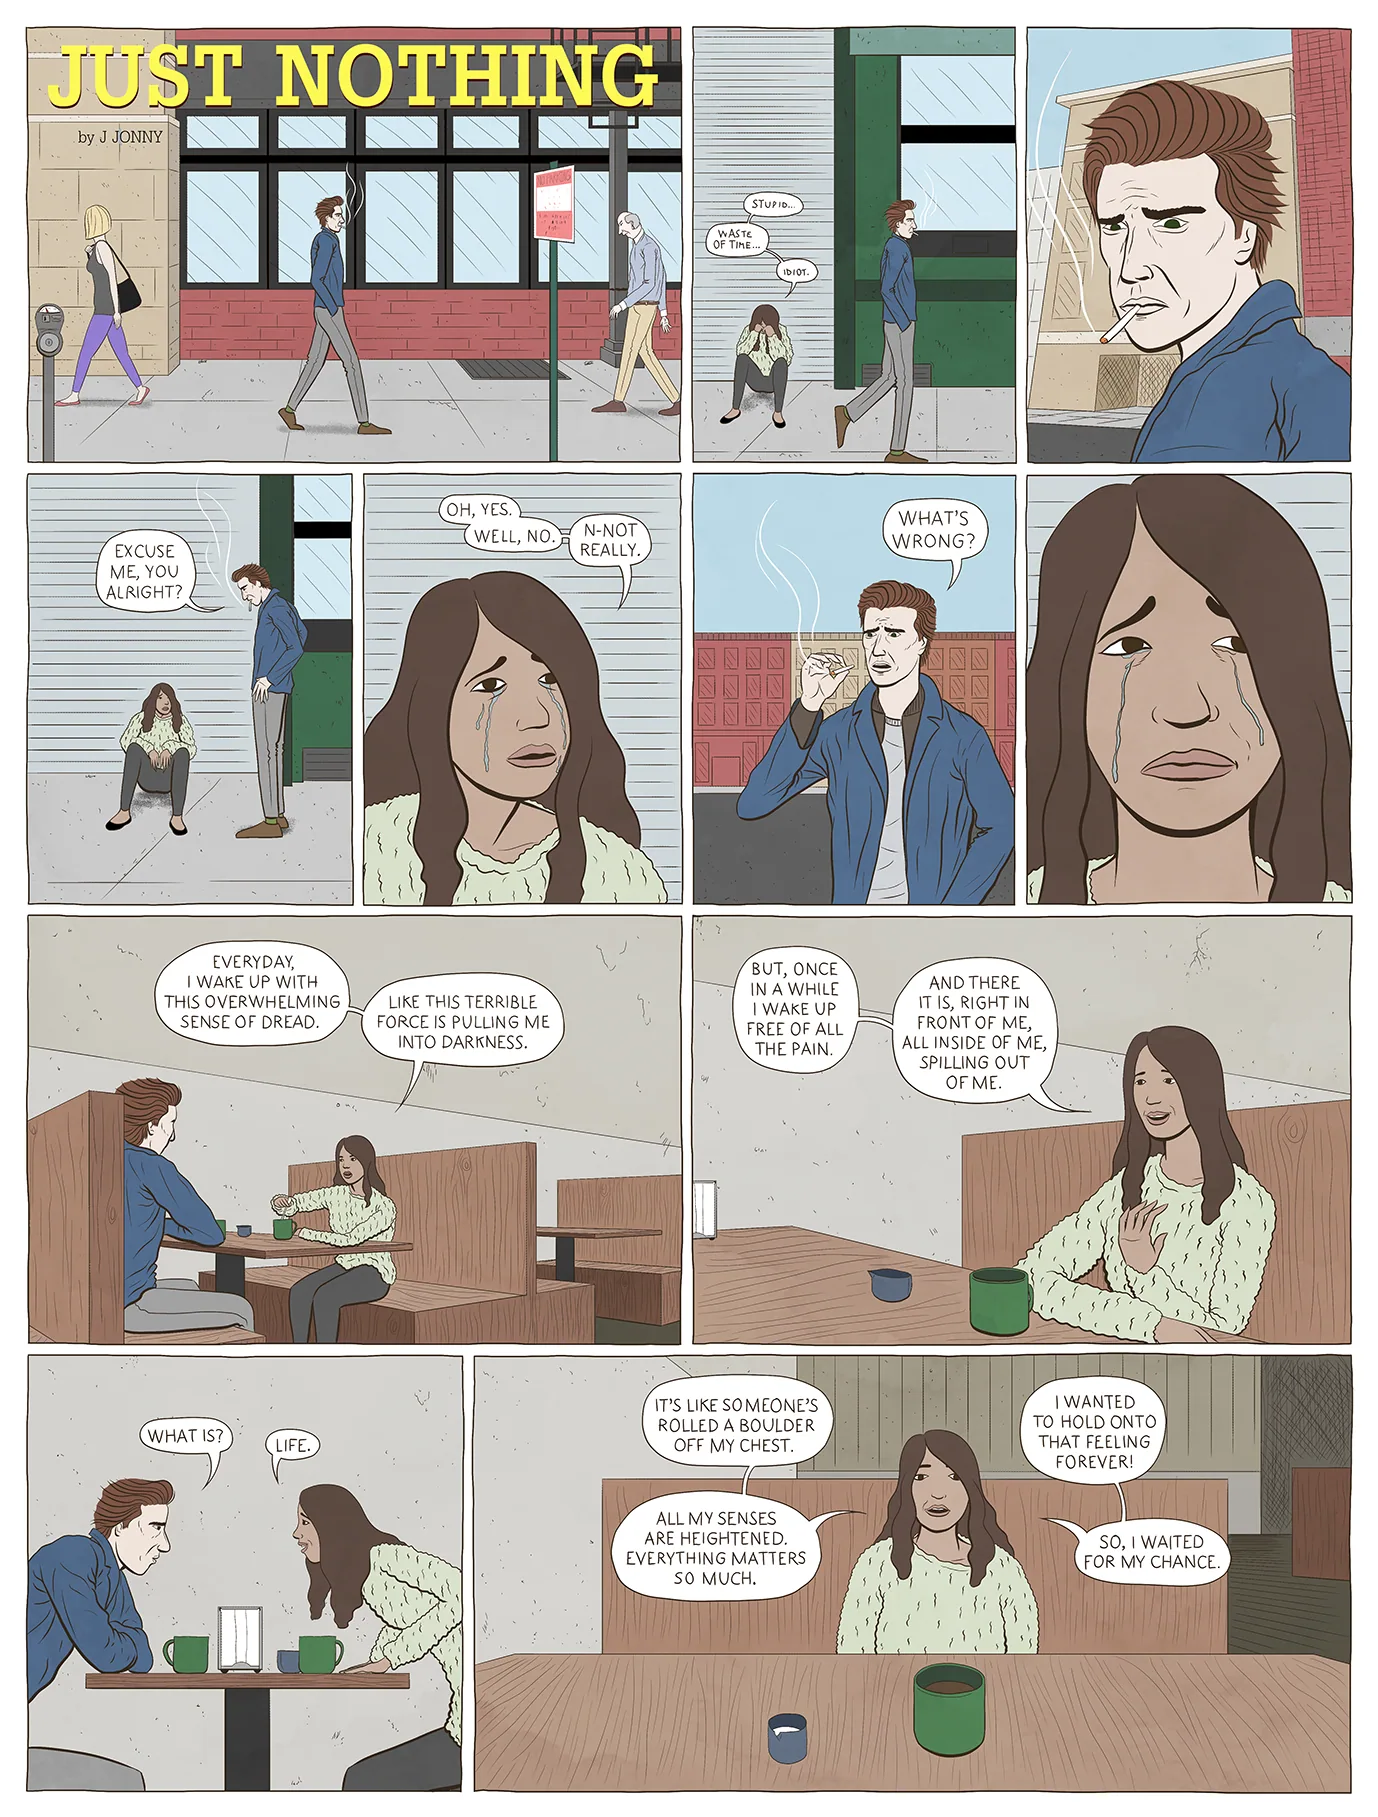 JUST NOTHING
by J JONNY
NO PARKING
STUPID...
WASTE
OF TIME...
IDIOT.
EXCUSE
ME, YOU
ALRIGHT?
OH, YES.
WELL, NO.
N-NOT
REALLY.
WHAT'S
WRONG?
EVERYDAY,
I WAKE UP WITH
THIS OVERWHELMING
SENSE OF DREAD.
LIKE THIS TERRIBLE
FORCE IS PULLING ME
INTO DARKNESS.
BUT, ONCE
IN A WHILE
I WAKE UP
FREE OF ALL
THE PAIN.
AND THERE
IT IS, RIGHT IN
FRONT OF ME,
ALL INSIDE OF ME,
SPILLING OUT
OF ME.
WHAT IS?
LIFE.
IT'S LIKE SOMEONE'S
ROLLED A BOULDER
OFF MY CHEST.
ALL MY SENSES
ARE HEIGHTENED.
EVERYTHING MATTERS
SO MUCH.
I WANTED
TO HOLD ONTO
THAT FEELING
FOREVER!
SO, I WAITED
FOR MY CHANCE.